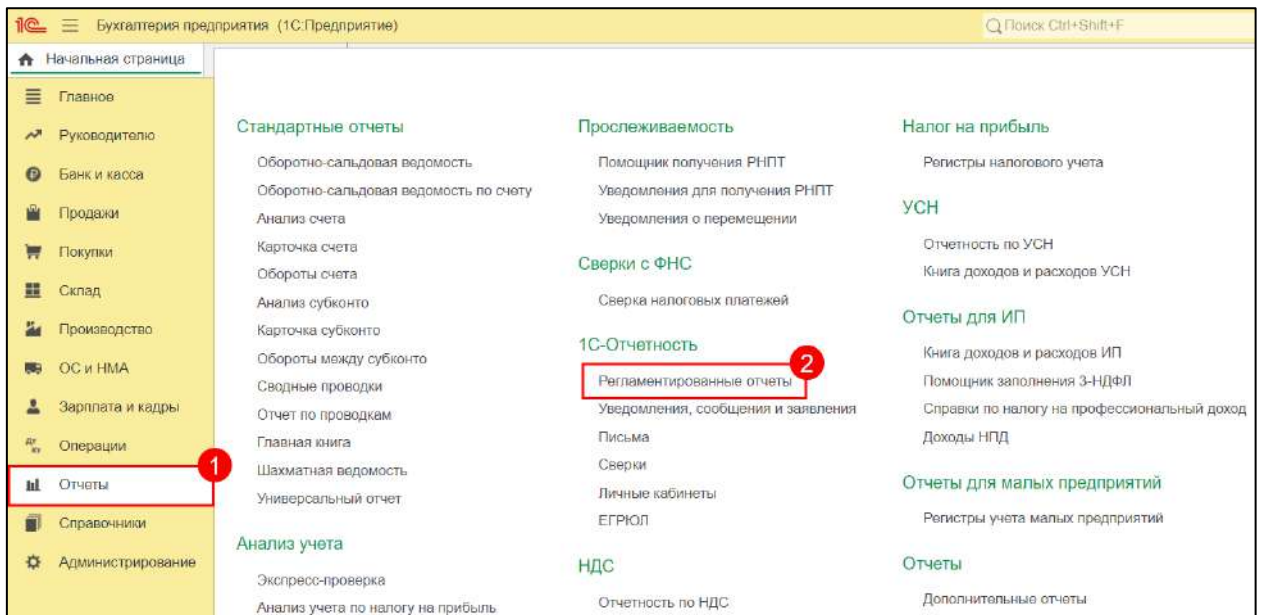 1С Бухгалтерия предприятия (1С:Предприятие) Поиск Ctrl+Shift+F
Начальная страница
Главное
Руководителю
Банк и касса
Продажи
Покупки
Склад
Производство
ОС и НМА
Зарплата и кадры
Операции
1
Отчеты
Справочники
Администрирование
Стандартные отчеты
Оборотно-сальдовая ведомость
Оборотно-сальдовая ведомость по счету
Анализ счета
Карточка счета
Обороты счета
Анализ субконто
Карточка субконто
Обороты между субконто
Сводные проводки
Отчет по проводкам
Главная книга
Шахматная ведомость
Универсальный отчет
Анализ учета
Экспресс-проверка
Анализ учета по налогу на прибыль
Прослеживаемость
Помощник получения РНПТ
Уведомления для получения РНПТ
Уведомления о перемещении
Сверки с ФНС
Сверка налоговых платежей
1С-Отчетность
2
Регламентированные отчеты
Уведомления, сообщения и заявления
Письма
Сверки
Личные кабинеты
ЕГРЮЛ
НДС
Отчетность по НДС
Налог на прибыль
Регистры налогового учета
УСН
Отчетность по УСН
Книга доходов и расходов УСН
Отчеты для ИП
Книга доходов и расходов ИП
Помощник заполнения 3-НДФЛ
Справки по налогу на профессиональный доход
Доходы НПД
Отчеты для малых предприятий
Регистры учета малых предприятий
Отчеты
Дополнительные отчеты